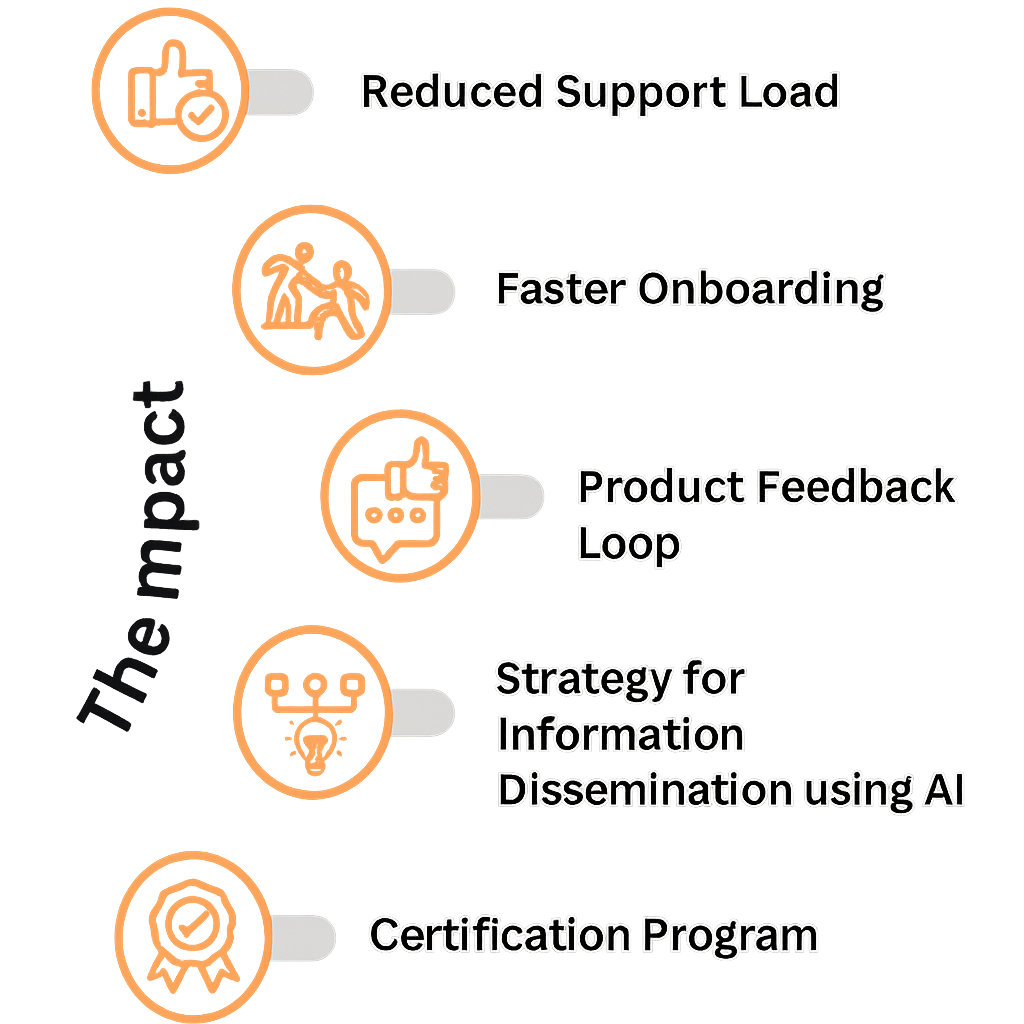 The mpact
Reduced Support Load
Faster Onboarding
Product Feedback
Loop
Strategy for
Information
Dissemination using AI
Certification Program